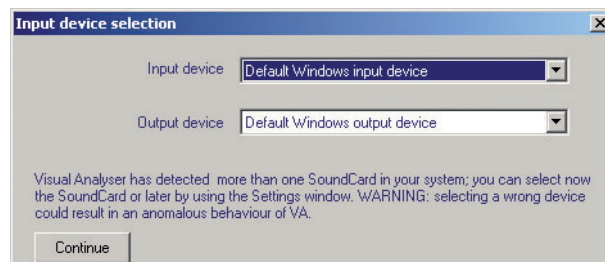 Input device selection
Input device Default Windows input device
Output device Default Windows output device
Visual Analyser has detected more than one SoundCard in your system; you can select now
the SoundCard or later by using the Settings window. WARNING: selecting a wrong device
could result in an anomalous behaviour of VA.
Continue